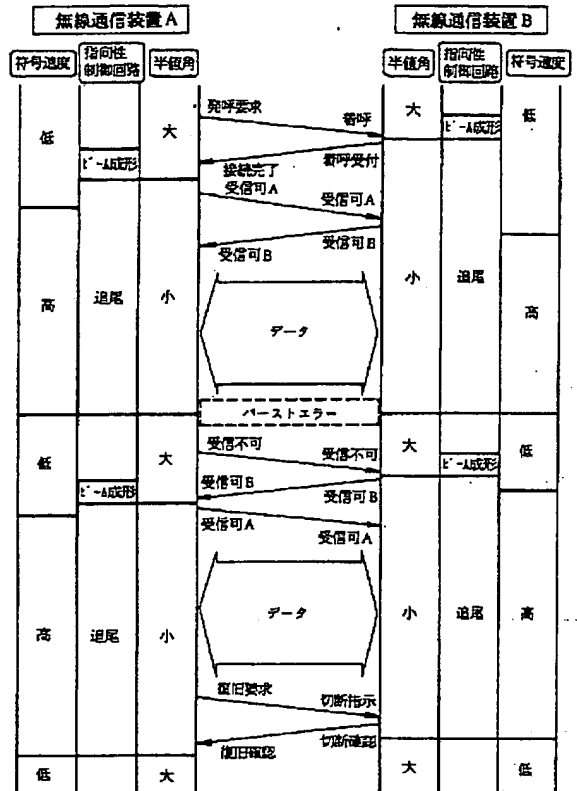 無線通信装置A 無線通信装置B
符号速度 指向性制御回路 半値角 半値角 指向性制御回路 符号速度
低 大 発呼要求 着呼 大 低
ビーム成形
ビーム成形 接続完了 着呼受付
受信可A 受信可A
受信可B 受信可B
高 追尾 小 データ 小 追尾 高
バーストエラー
低 大 受信不可 受信不可 大 低
ビーム成形
ビーム成形 受信可B 受信可B
受信可A 受信可A
高 追尾 小 データ 小 追尾 高
復旧要求 切断指示
復旧確認 切断確認
低 大 大 低